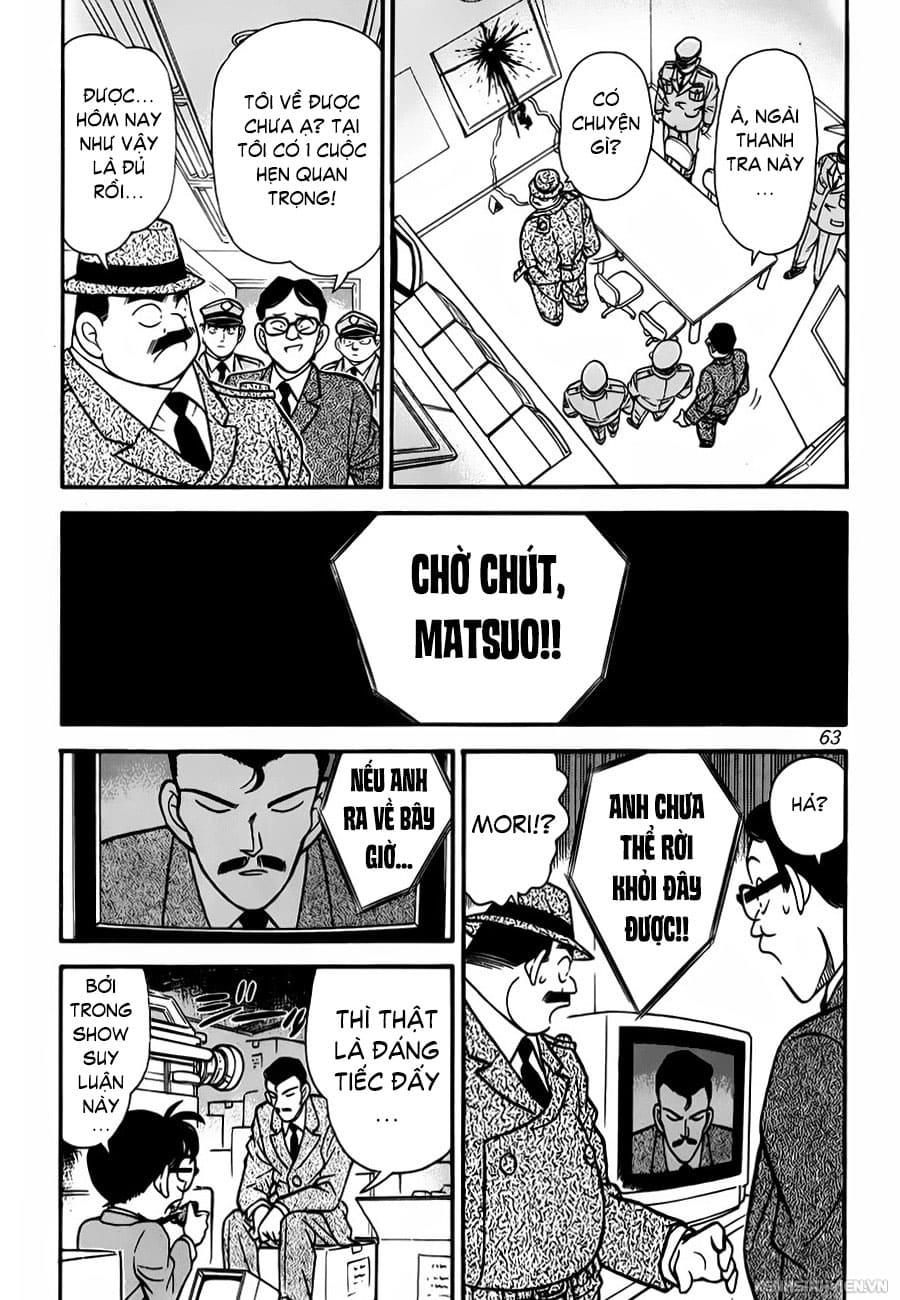 À, NGÀI
THANH
TRA NÀY
...
CÓ
CHUYỆN
GÌ?
TÔI VỀ ĐƯỢC
CHƯA Ạ? TẠI
TÔI CÓ 1 CUỘC
HẸN QUAN
TRỌNG!
ĐƯỢC...
HÔM NAY
NHƯ VẬY
LÀ ĐỦ
RỒI...
CHỜ CHÚT,
MATSUO!!
63
HẢ?
ANH CHƯA
THỂ RỜI
KHỎI ĐÂY
ĐƯỢC!!
MORI!?
NẾU ANH
RA VỀ BÂY
GIỜ...
THÌ THẬT
LÀ ĐÁNG
TIẾC ĐẤY
...
BỞI
TRONG
SHOW
SUY
LUẬN
NÀY...